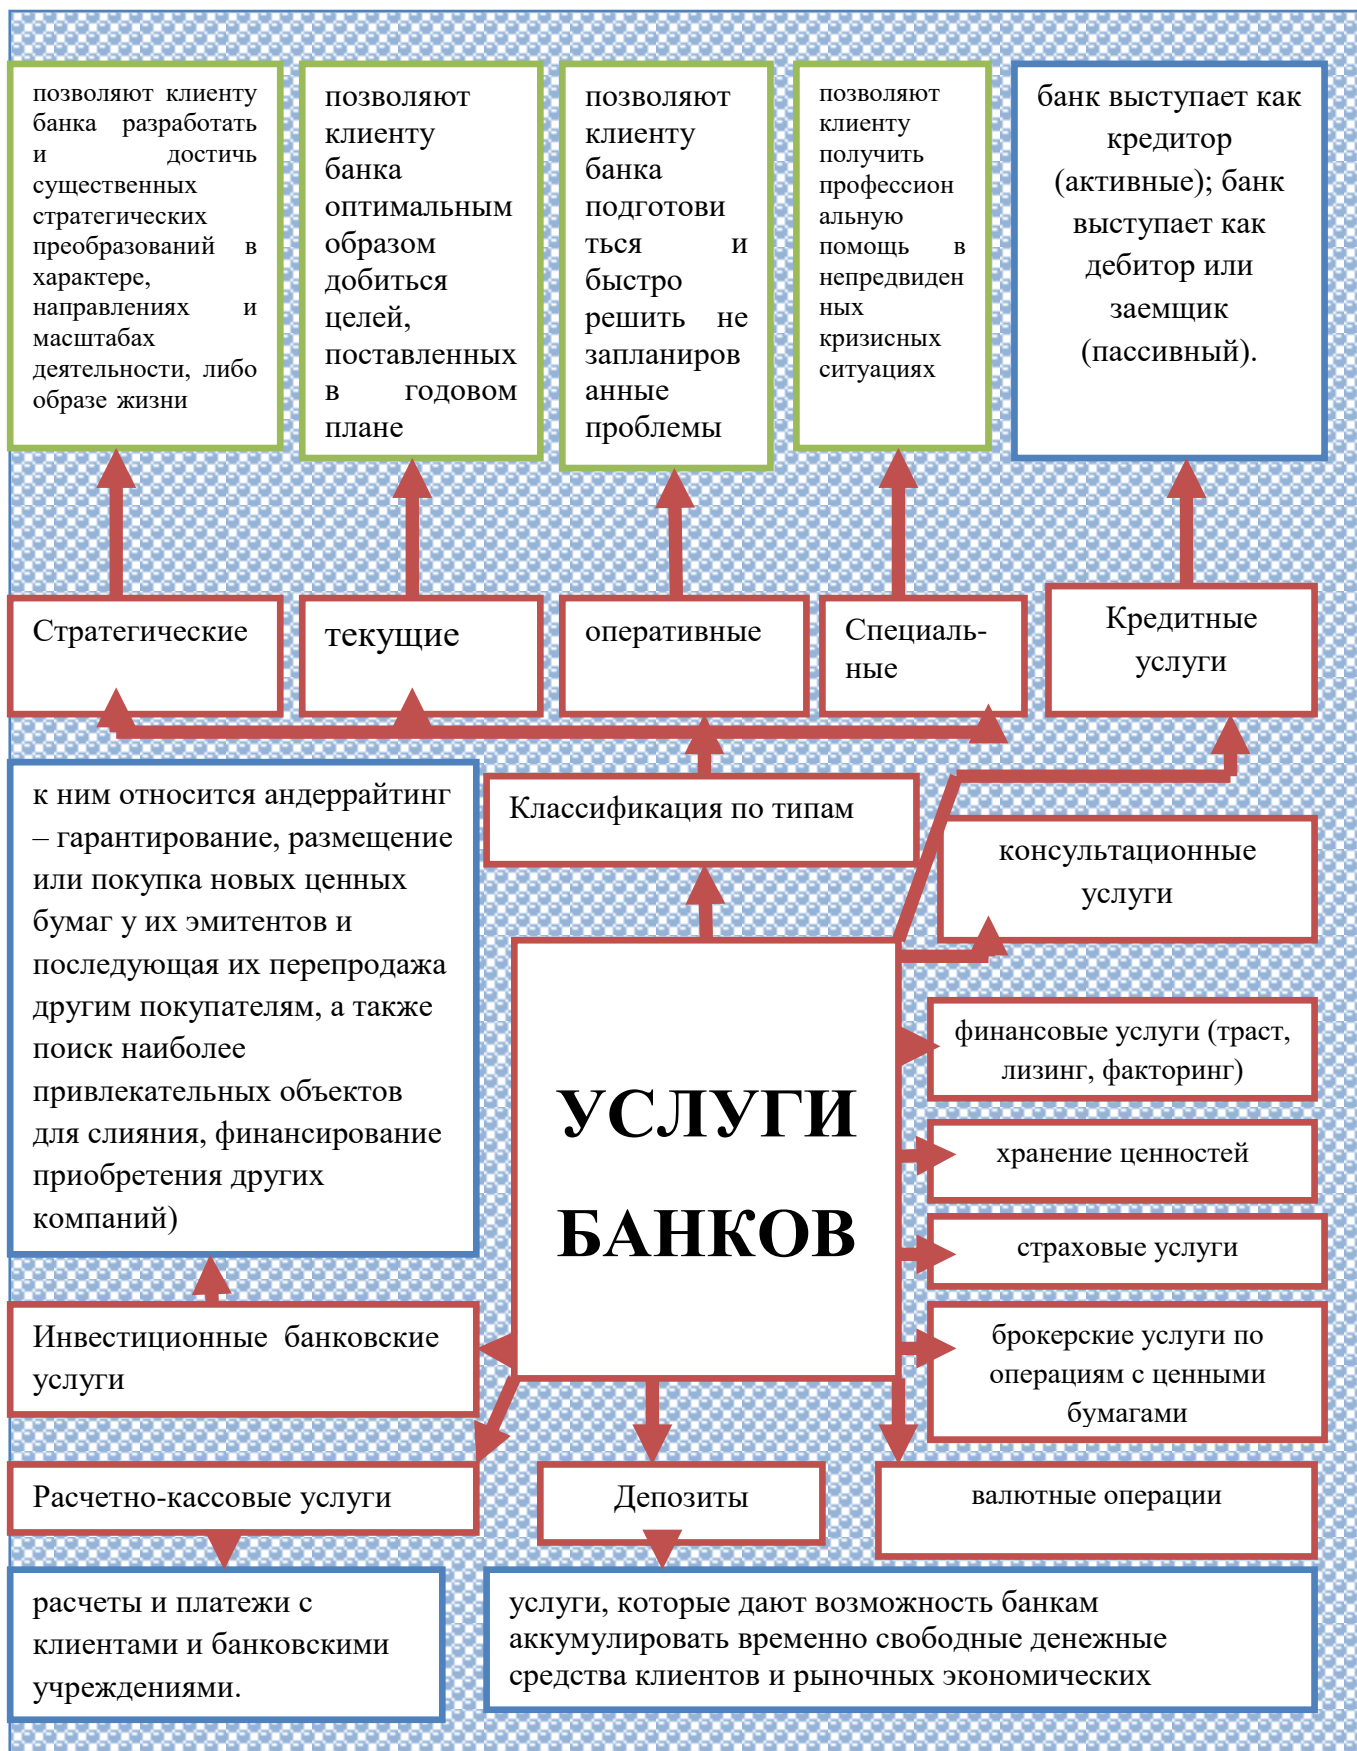 позволяют клиенту
банка разработать
и достичь
существенных
стратегических
преобразований в
характере,
направлениях и
масштабах
деятельности, либо
образе жизни
позволяют
клиенту
банка
оптимальным
образом
добиться
целей,
поставленных
в годовом
плане
позволяют
клиенту
банка
подготови
ться и
быстро
решить не
запланиров
анные
проблемы
позволяют
клиенту
получить
профессион
альную
помощь в
непредвиден
ных
кризисных
ситуациях
банк выступает как
кредитор
(активные); банк
выступает как
дебитор или
заемщик
(пассивный).
Стратегические
текущие
оперативные
Специаль-
ные
Кредитные
услуги
к ним относится андеррайтинг
– гарантирование, размещение
или покупка новых ценных
бумаг у их эмитентов и
последующая их перепродажа
другим покупателям, а также
поиск наиболее
привлекательных объектов
для слияния, финансирование
приобретения других
компаний)
Классификация по типам
консультационные
услуги
УСЛУГИ
БАНКОВ
финансовые услуги (траст,
лизинг, факторинг)
хранение ценностей
страховые услуги
брокерские услуги по
операциям с ценными
бумагами
Инвестиционные банковские
услуги
Расчетно-кассовые услуги
Депозиты
валютные операции
расчеты и платежи с
клиентами и банковскими
учреждениями.
услуги, которые дают возможность банкам
аккумулировать временно свободные денежные
средства клиентов и рыночных экономических